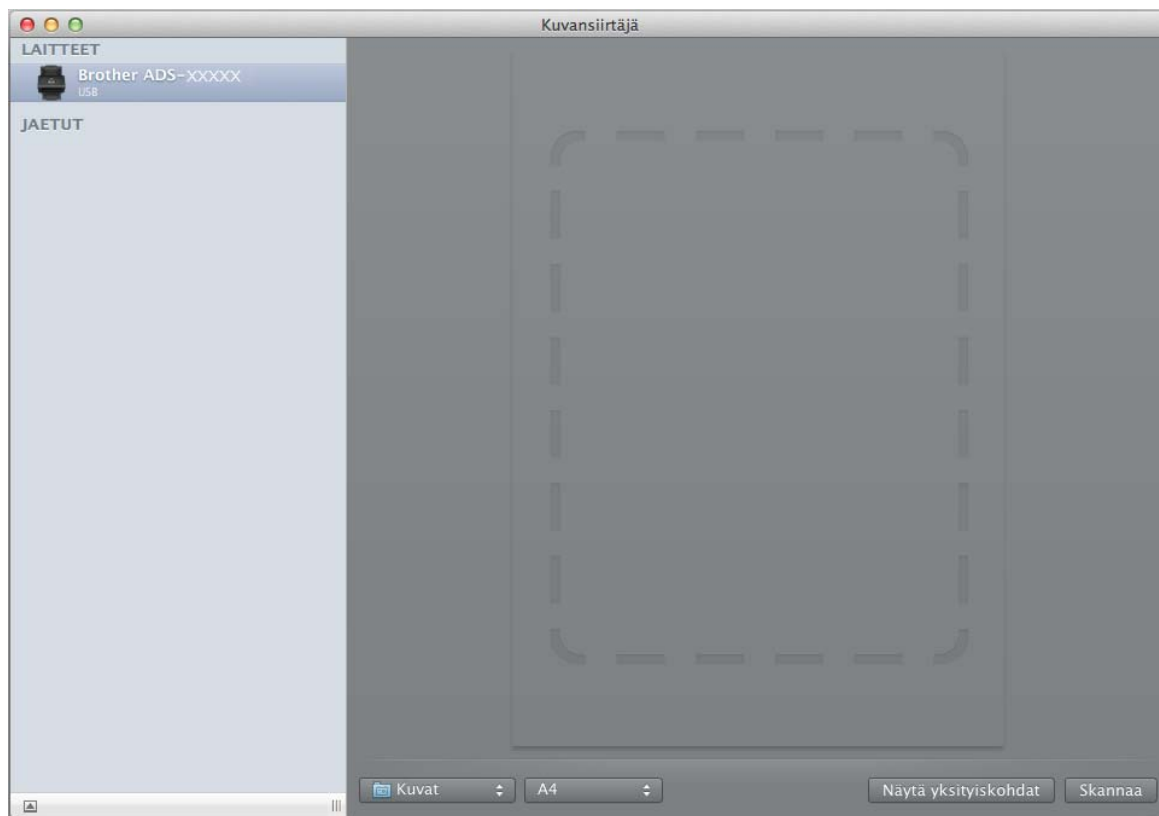 Kuvansiirtäjä
LAITTEET
Brother ADS-XXXXX
USB
JAETUT
Kuvat
A4
Näytä yksityiskohdat
Skannaa